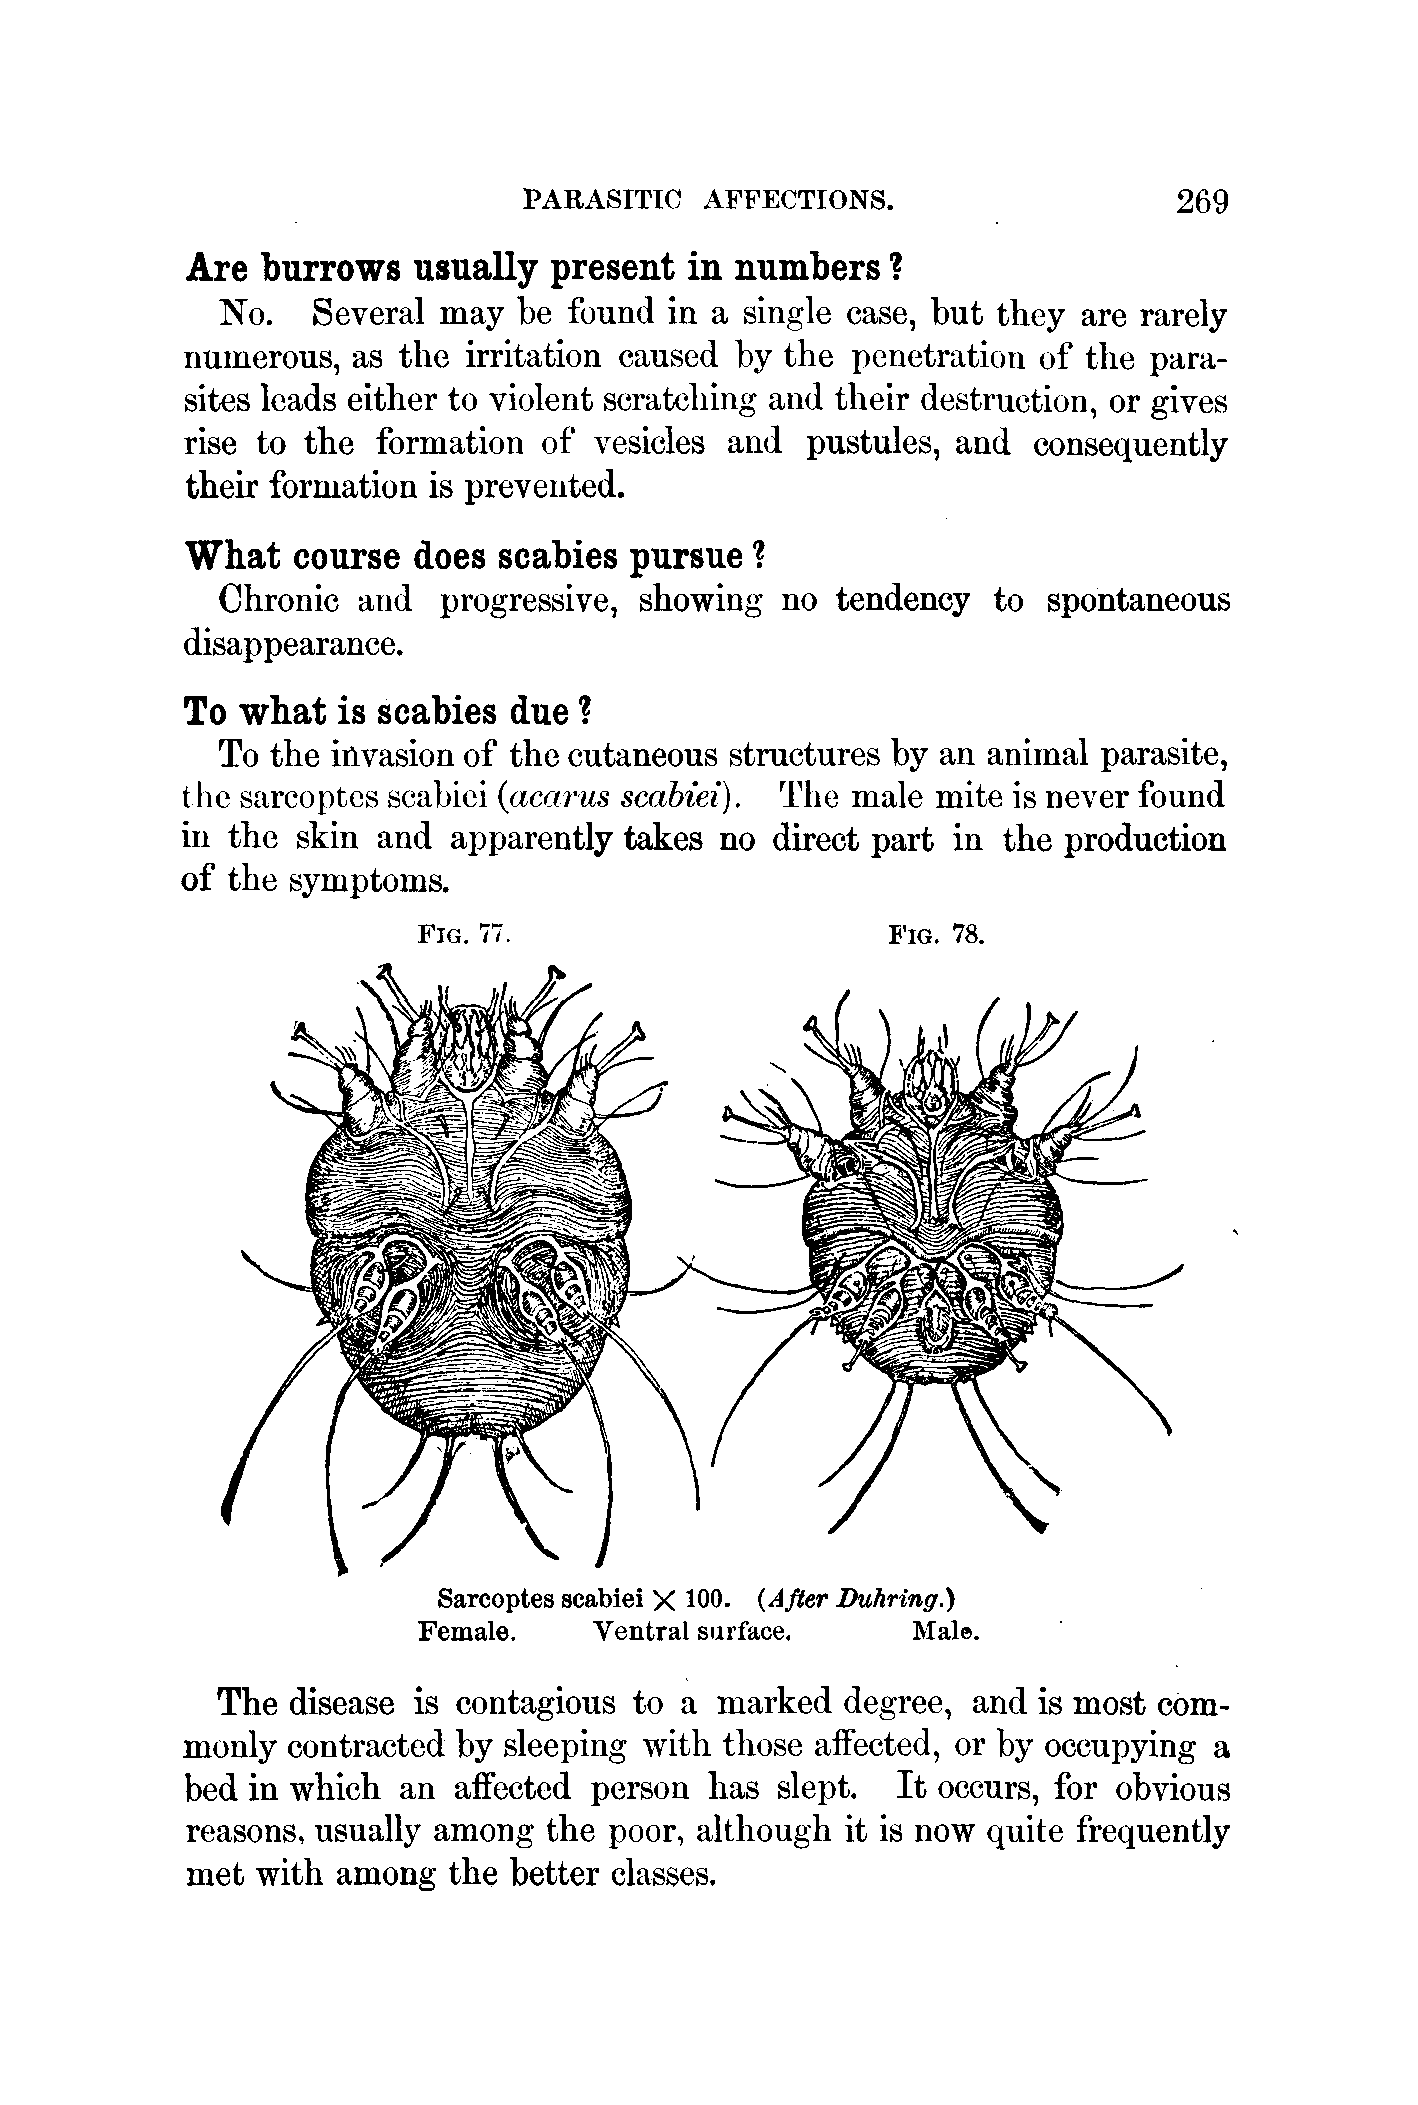 PARASITIC AFFECTIONS. 269
Are burrows usually present in numbers?
No. Several may be found in a single case, but they are rarely
numerous, as the irritation caused by the penetration of the para-
sites leads either to violent scratching and their destruction, or gives
rise to the formation of vesicles and pustules, and consequently
their formation is prevented.
What course does scabies pursue?
Chronic and progressive, showing no tendency to spontaneous
disappearance.
To what is scabies due?
To the invasion of the cutaneous structures by an animal parasite,
the sarcoptes scabiei (acarus scabiei). The male mite is never found
in the skin and apparently takes no direct part in the production
of the symptoms.
FIG. 77. FIG. 78.
Sarcoptes scabiei X 100. (After Duhring.)
Female. Ventral surface. Male.
The disease is contagious to a marked degree, and is most com-
monly contracted by sleeping with those affected, or by occupying a
bed in which an affected person has slept. It occurs, for obvious
reasons, usually among the poor, although it is now quite frequently
met with among the better classes.